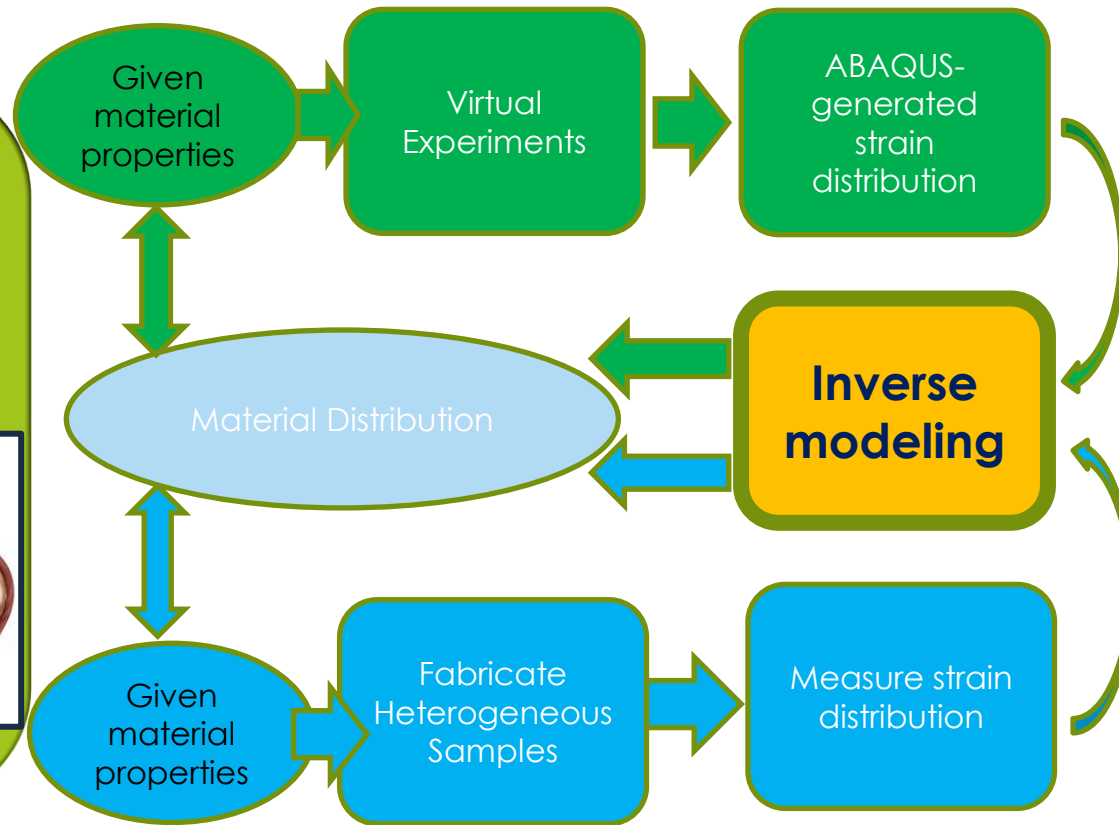 Given
material
properties
Virtual
Experiments
ABAQUS-
generated
strain
distribution
Material Distribution
Inverse
modeling
Given
material
properties
Fabricate
Heterogeneous
Samples
Measure strain
distribution